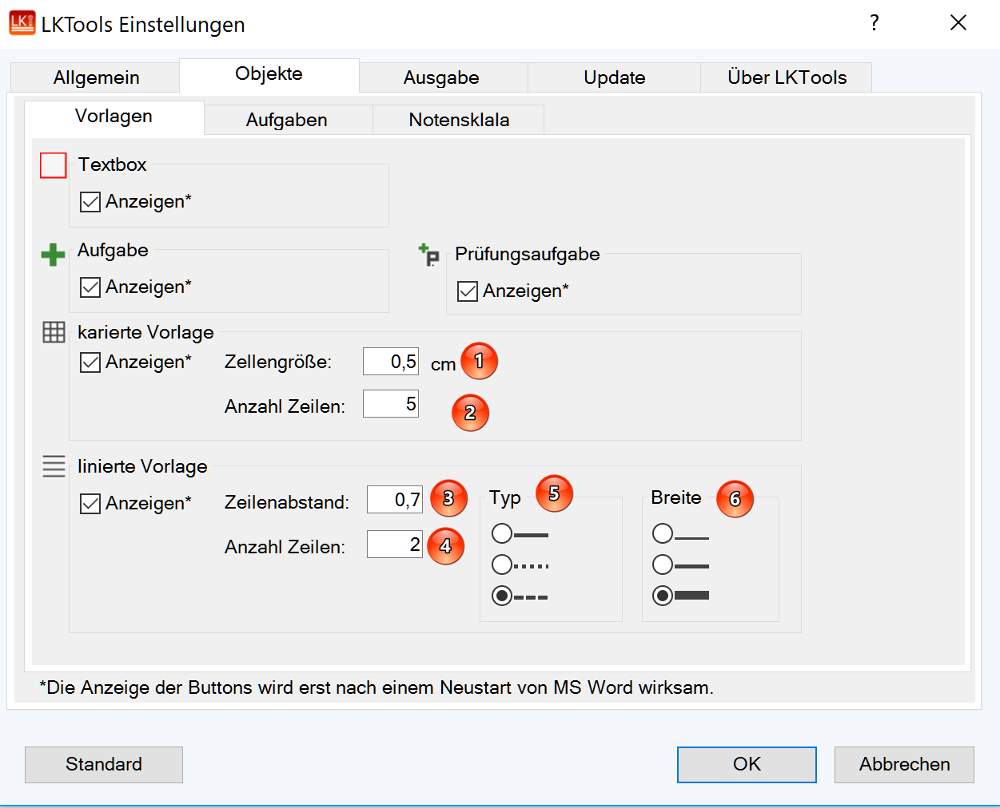 LK LKTools Einstellungen ?
Allgemein Objekte Ausgabe Update Über LKTools
Vorlagen Aufgaben Notensklala
Textbox
Anzeigen*
Aufgabe P Prüfungsaufgabe
Anzeigen* Anzeigen*
karierte Vorlage
Anzeigen* Zellengröße: 0,5 cm 1
Anzahl Zeilen: 5 2
linierte Vorlage
Anzeigen* Zeilenabstand: 0,7 3 Typ 5 Breite 6
Anzahl Zeilen: 2 4
*Die Anzeige der Buttons wird erst nach einem Neustart von MS Word wirksam.
Standard OK Abbrechen